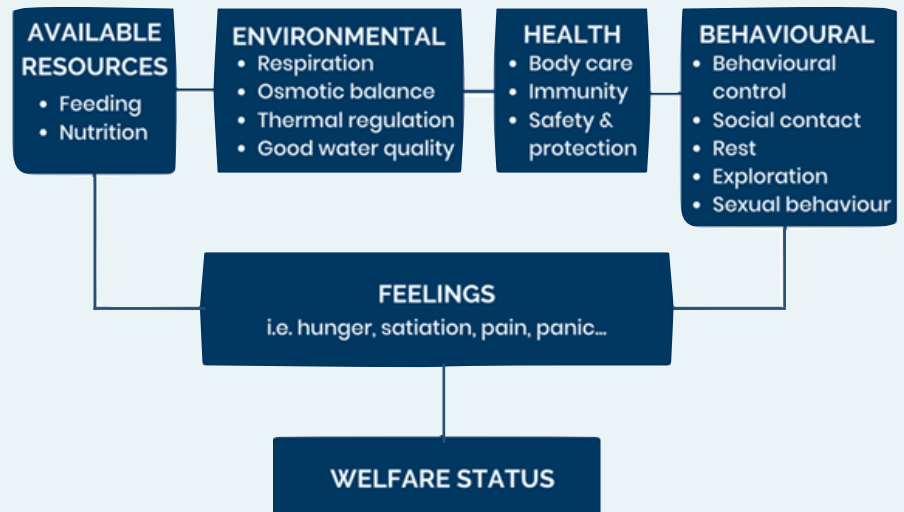 AVAILABLE
RESOURCES
• Feeding
• Nutrition
ENVIRONMENTAL
• Respiration
• Osmotic balance
• Thermal regulation
• Good water quality
HEALTH
• Body care
• Immunity
• Safety &
protection
BEHAVIOURAL
• Behavioural
control
• Social contact
• Rest
• Exploration
• Sexual behaviour
FEELINGS
i.e. hunger, satiation, pain, panic...
WELFARE STATUS